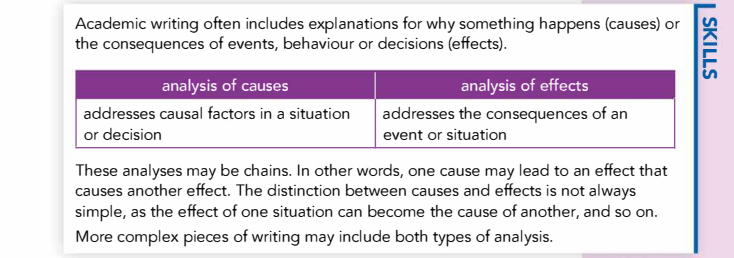 Academic writing often includes explanations for why something happens (causes) or
the consequences of events, behaviour or decisions (effects).
analysis of causes
analysis of effects
addresses causal factors in a situation
or decision
addresses the consequences of an
event or situation
These analyses may be chains. In other words, one cause may lead to an effect that
causes another effect. The distinction between causes and effects is not always
simple, as the effect of one situation can become the cause of another, and so on.
More complex pieces of writing may include both types of analysis.
SKILLS